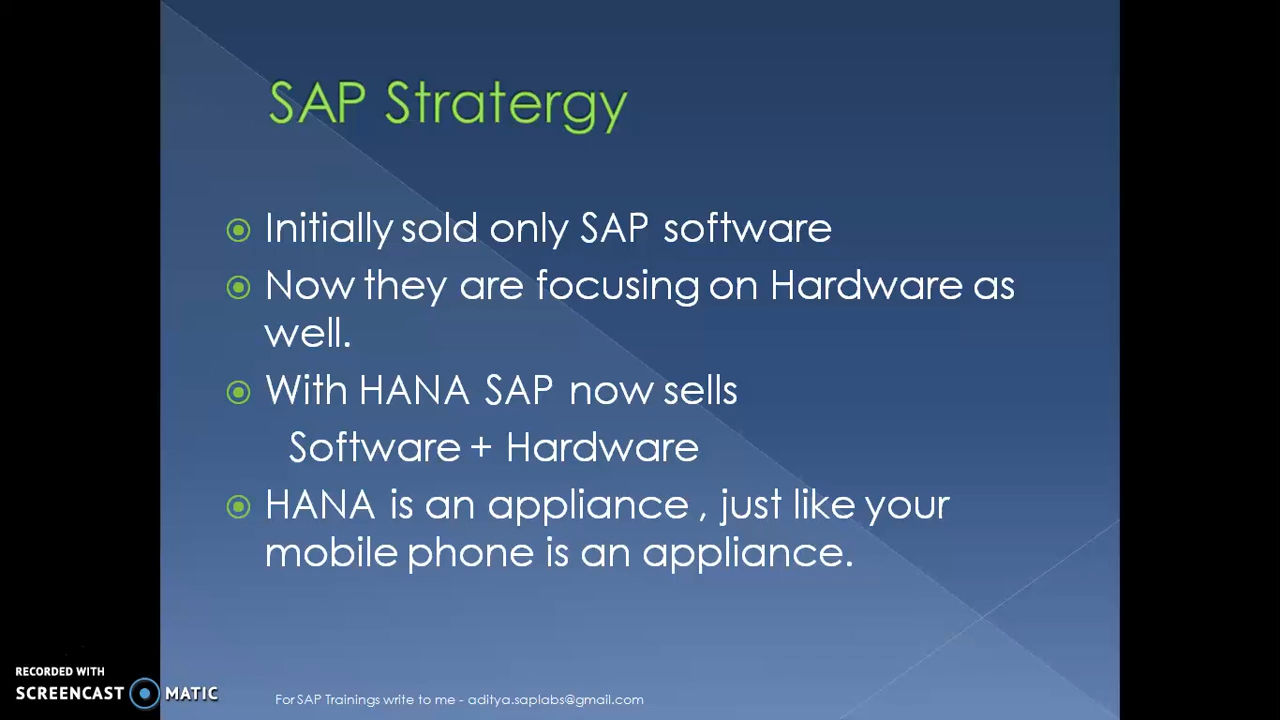 SAP Stratergy
Initially sold only SAP software
Now they are focusing on Hardware as
well.
With HANA SAP now sells
Software + Hardware
HANA is an appliance , just like your
mobile phone is an appliance.
RECORDED WITH
SCREENCAST MATIC
For SAP Trainings write to me - aditya.saplabs@gmail.com